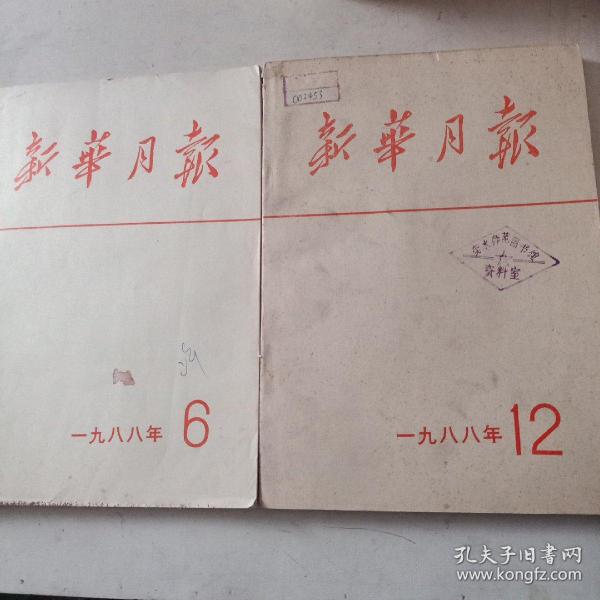 新華月報
一九八八年 6
002453
新華月報
资料室
一九八八年 12
孔夫子旧书网
www.kongfz.com